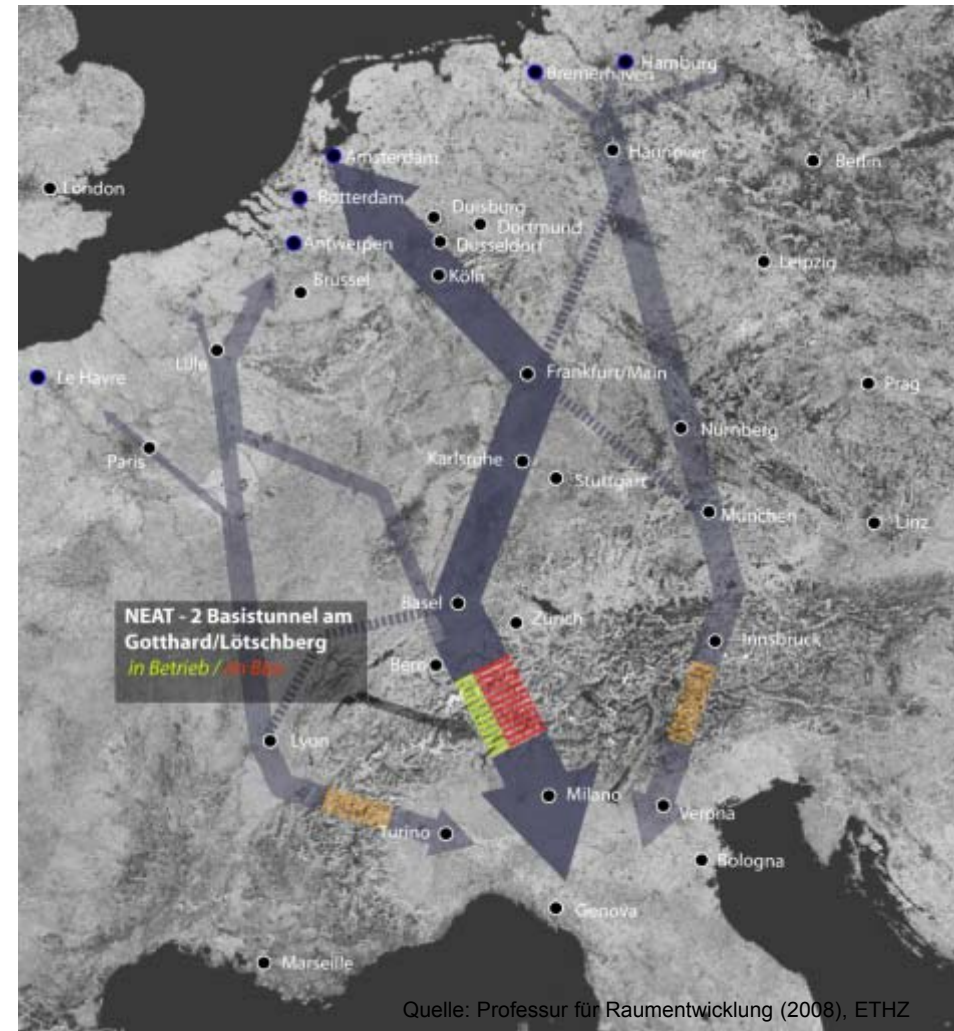 Hamburg
Bremerhaven
Hannover
Berlin
Amsterdam
London
Rotterdam
Duisburg
Dortmund
Antwerpen
Düsseldorf
Leipzig
Köln
Brüssel
Lille
Le Havre
Frankfurt/Main
Prag
Nürnberg
Paris
Karlsruhe
Stuttgart
München
Linz
Basel
Zürich
NEAT - 2 Basistunnel am
Gotthard/Lötschberg
in Betrieb / im Bau
Innsbruck
Bern
Lyon
Milano
Verona
Turino
Bologna
Genova
Marseille
Quelle: Professur für Raumentwicklung (2008), ETHZ